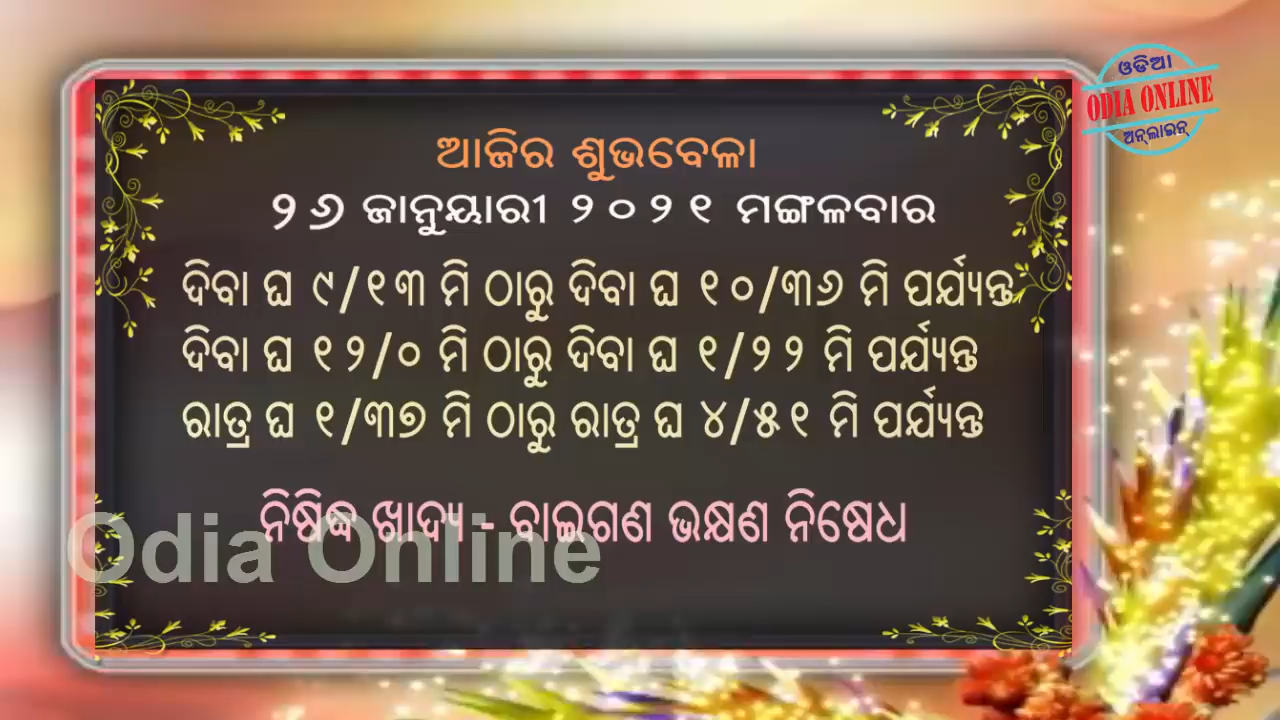 ଓଡିଆ
ODIA ONLINE
ଅନ୍‌ଲାଇନ୍
ଆଜିର ଶୁଭବେଳା
୨୬ ଜାନୁୟାରୀ ୨୦୨୧ ମଙ୍ଗଳବାର
ଦିବା ଘ ୯/୧୩ ମି ଠାରୁ ଦିବା ଘ ୧୦/୩୬ ମି ପର୍ଯ୍ୟନ୍ତ
ଦିବା ଘ ୧୨/୦ ମି ଠାରୁ ଦିବା ଘ ୧/୨୨ ମି ପର୍ଯ୍ୟନ୍ତ
ରାତ୍ର ଘ ୧/୩୭ ମି ଠାରୁ ରାତ୍ର ଘ ୪/୫୧ ମି ପର୍ଯ୍ୟନ୍ତ
ନିଷିଦ୍ଧ ଖାଦ୍ୟ - ବାଇଗଣ ଭକ୍ଷଣ ନିଷେଧ
Odia Online